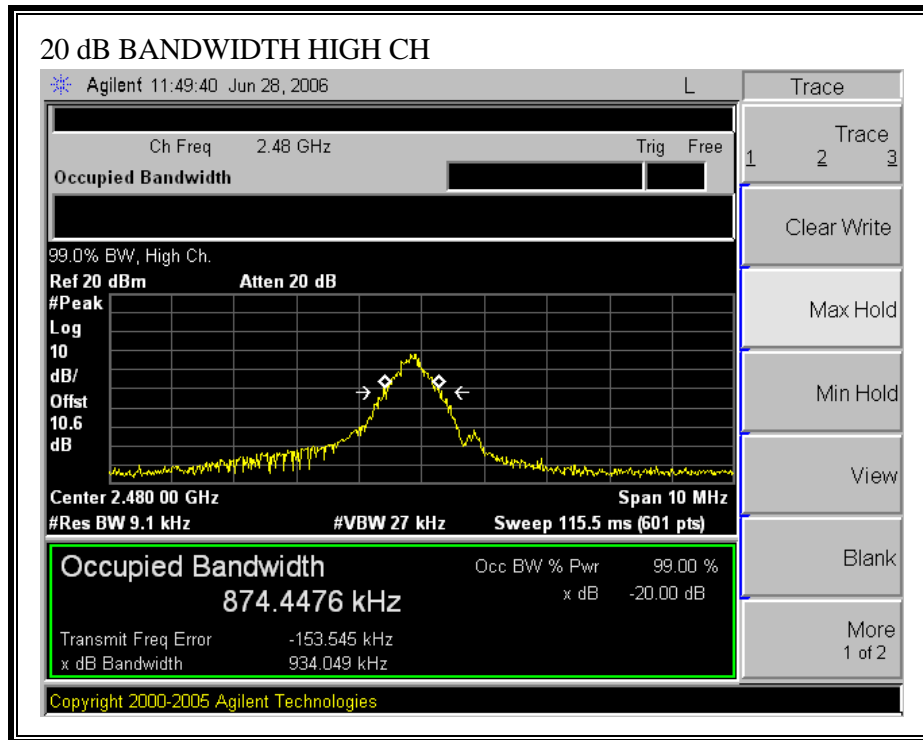 20 dB BANDWIDTH HIGH CH
Agilent 11:49:40 Jun 28, 2006 L
Trace
Ch Freq 2.48 GHz Trig Free
Occupied Bandwidth
Trace
1 2 3
Clear Write
99.0% BW, High Ch.
Ref 20 dBm Atten 20 dB
#Peak
Log
10
dB/
Offst
10.6
dB
Max Hold
Min Hold
View
Center 2.480 00 GHz Span 10 MHz
#Res BW 9.1 kHz #VBW 27 kHz Sweep 115.5 ms (601 pts)
Occupied Bandwidth Occ BW % Pwr 99.00 %
874.4476 kHz x dB -20.00 dB
Blank
Transmit Freq Error -153.545 kHz
x dB Bandwidth 934.049 kHz
More
1 of 2
Copyright 2000-2005 Agilent Technologies